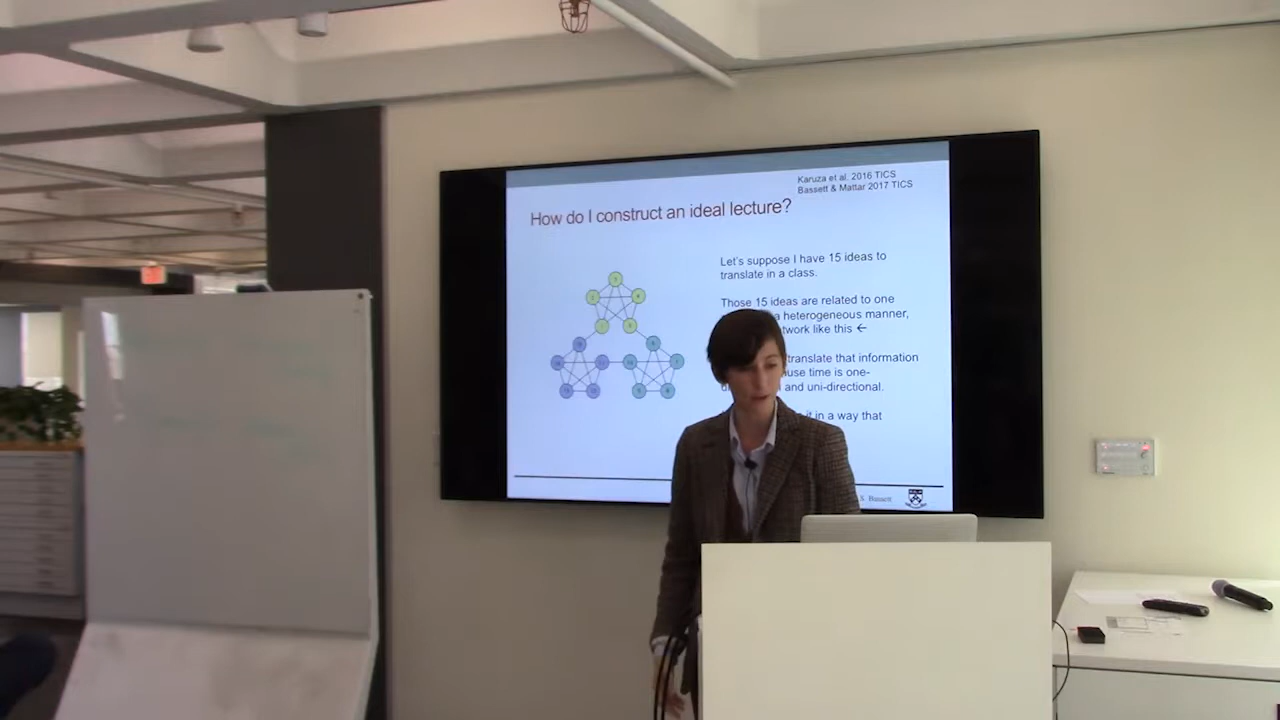 Karuza et al. 2016 TICS
Bassett & Mattar 2017 TICS
How do I construct an ideal lecture?
Let's suppose I have 15 ideas to
translate in a class.
Those 15 ideas are related to one
a heterogeneous manner,
twork like this ←
translate that information
use time is one-
and uni-directional.
it in a way that
S Bassett